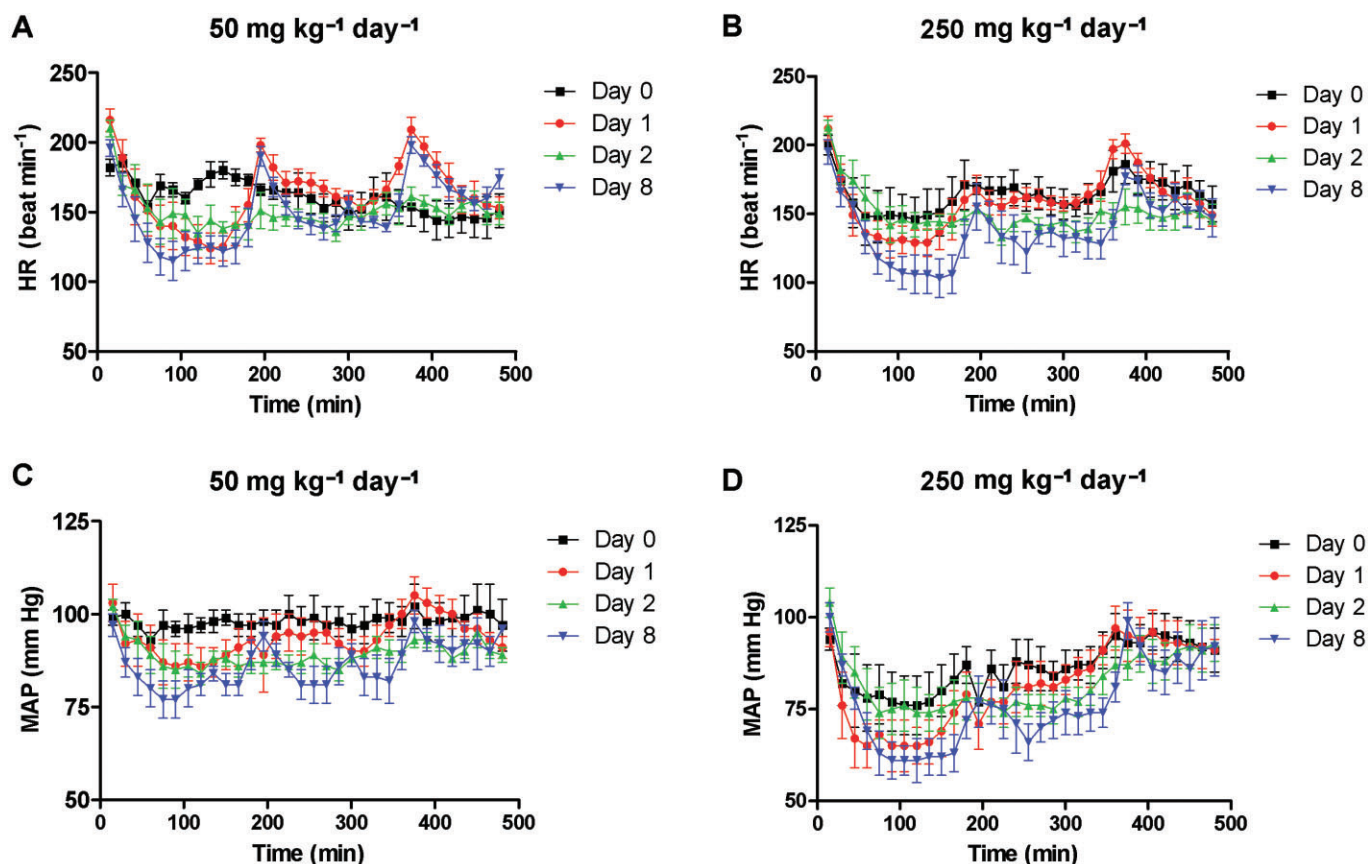 A
50 mg kg⁻¹ day⁻¹
HR (beat min⁻¹)
250
200
150
100
50
0 100 200 300 400 500
Time (min)
Day 0
Day 1
Day 2
Day 8
B
250 mg kg⁻¹ day⁻¹
HR (beat min⁻¹)
250
200
150
100
50
0 100 200 300 400 500
Time (min)
Day 0
Day 1
Day 2
Day 8
C
50 mg kg⁻¹ day⁻¹
MAP (mm Hg)
125
100
75
50
0 100 200 300 400 500
Time (min)
Day 0
Day 1
Day 2
Day 8
D
250 mg kg⁻¹ day⁻¹
MAP (mm Hg)
125
100
75
50
0 100 200 300 400 500
Time (min)
Day 0
Day 1
Day 2
Day 8